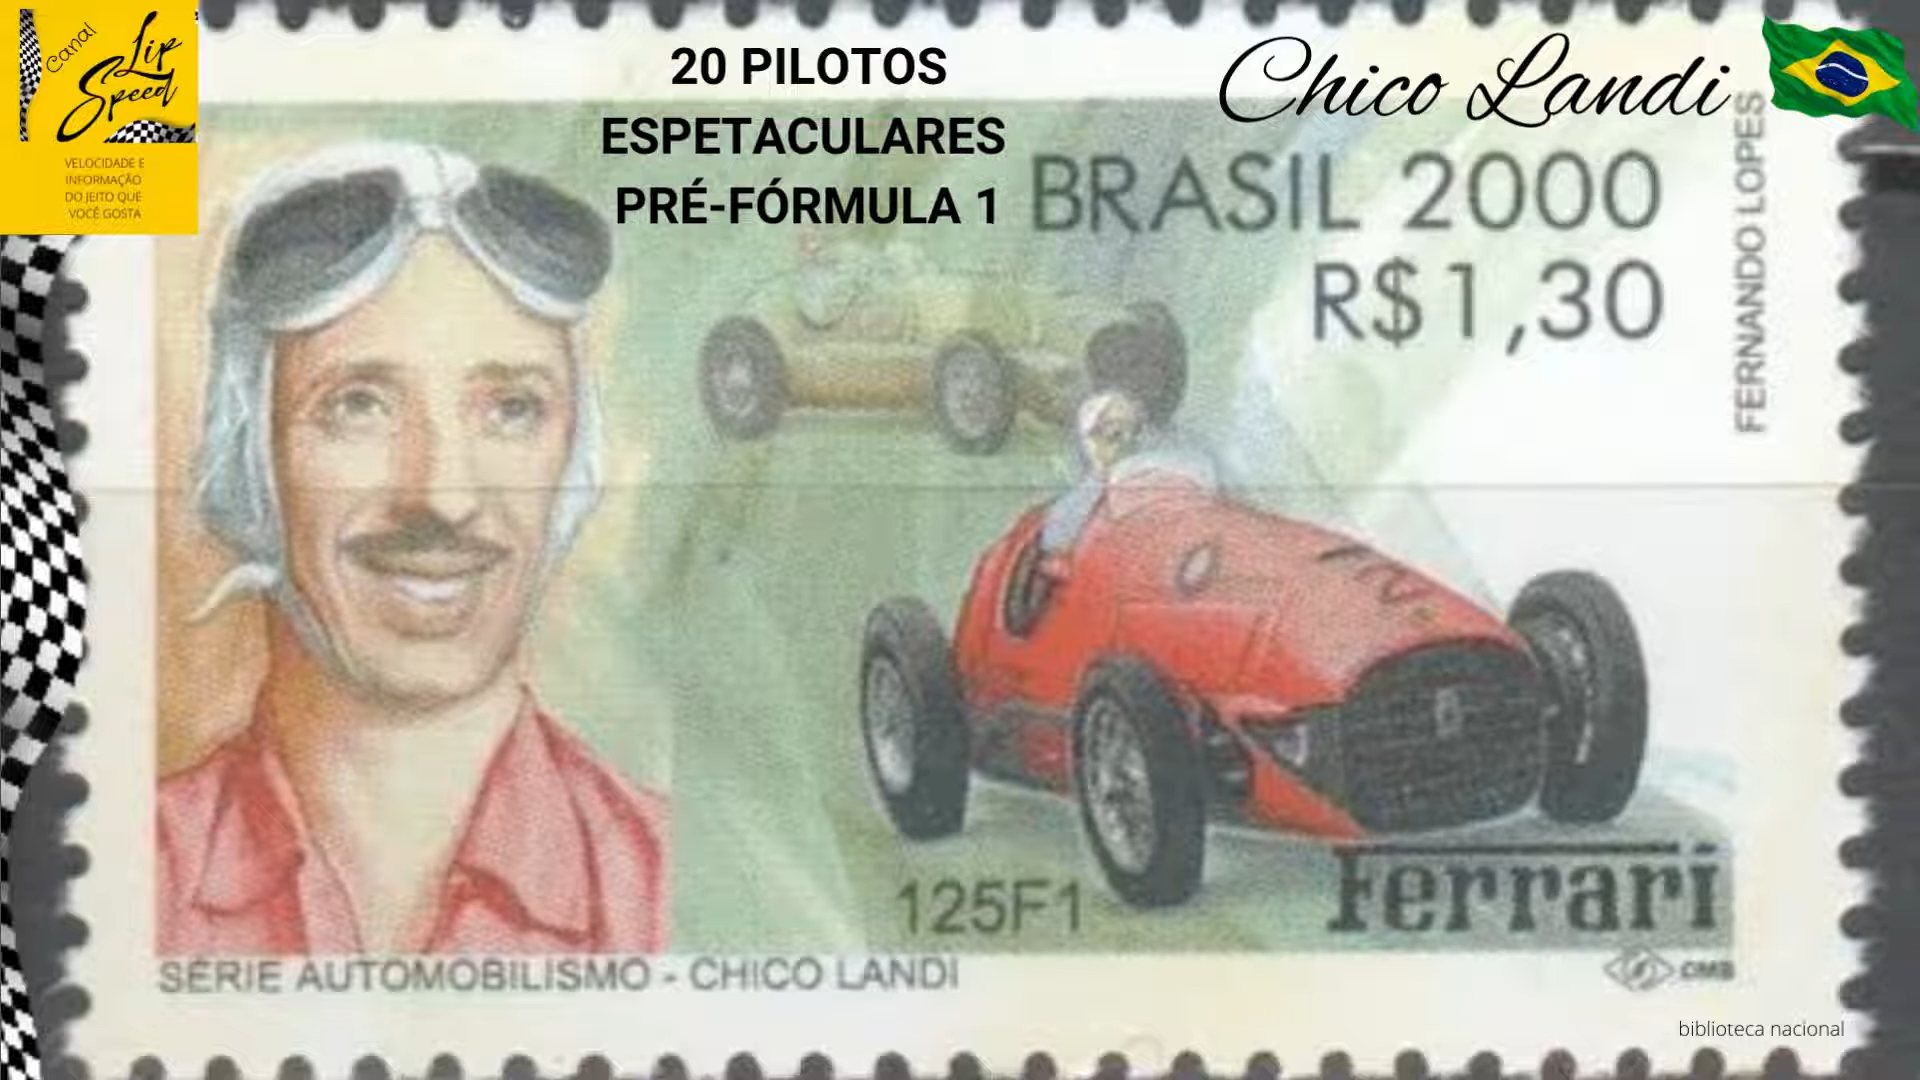 Canal
Lip
Speed
VELOCIDADE E
INFORMAÇÃO
DO JEITO QUE
VOCÊ GOSTA
20 PILOTOS
ESPETACULARES
PRÉ-FÓRMULA 1
Chico Landi
BRASIL 2000
R$1,30
FERNANDO LOPES
125F1
Ferrari
SÉRIE AUTOMOBILISMO - CHICO LANDI
CMB
biblioteca nacional